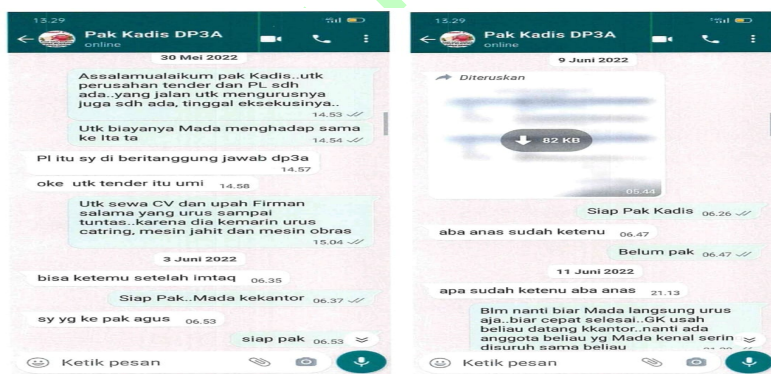 13.29
Pak Kadis DP3A
online
30 Mei 2022
Assalamualaikum pak Kadis..utk
perusahan tender dan PL sdh
ada..yang jalan utk mengurusnya
juga sdh ada, tinggal eksekusinya..
14.53
Utk biayanya Mada menghadap sama
ke Ita ta
14.54
Pl itu sy di beritanggung jawab dp3a
14.57
oke utk tender itu umi 14.58
Utk sewa CV dan upah Firman
salama yang urus sampai
tuntas..karena dia kemarin urus
catring, mesin jahit dan mesin obras
15.04
3 Juni 2022
bisa ketemu setelah imtaq 06.35
Siap Pak..Mada kekantor 06.37
sy yg ke pak agus 06.53
siap pak 06.53
Ketik pesan
13.29
Pak Kadis DP3A
online
9 Juni 2022
Diteruskan
82 KB
05.44
Siap Pak Kadis 06.26
aba anas sudah ketenu 06.47
Belum pak 06.47
11 Juni 2022
apa sudah ketenu aba anas 21.13
Blm nanti biar Mada langsung urus
aja..biar cepat selesai..GK usah
beliau datang kkantor..nanti ada
anggota beliau yg Mada kenal serin
disuruh sama beliau
Ketik pesan